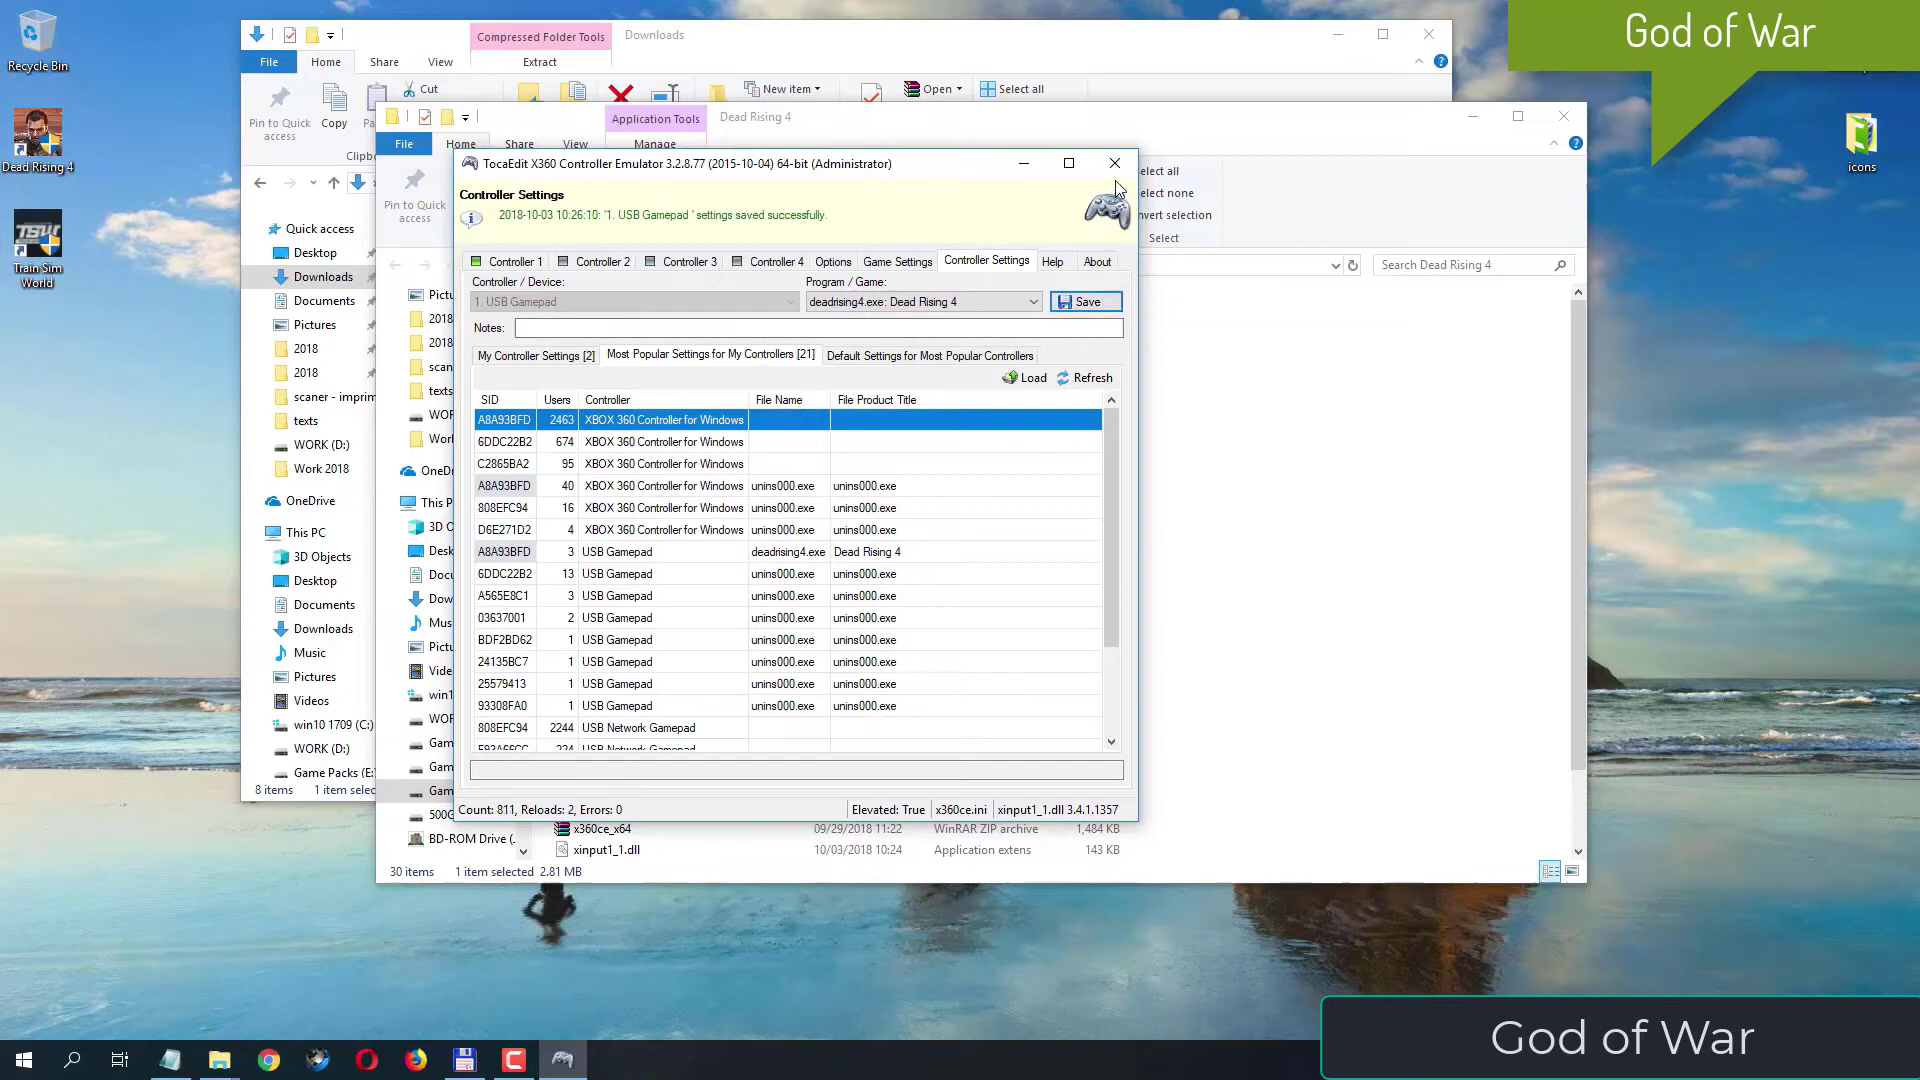 Recycle Bin
Dead Rising 4
Train Sim
World
icons
God of War
Compressed Folder Tools
Downloads
File
Home
Share
View
Extract
Pin to Quick
access
Copy
Cut
New item
Open
Select all
Application Tools
Dead Rising 4
File
Home
Share
View
Manage
Pin to Quick
access
Search Dead Rising 4
Select
Quick access
Desktop
Downloads
Documents
Pictures
2018
2018
texts
WORK (D:)
Work 2018
OneDrive
This PC
3D Objects
Desktop
Documents
Downloads
Music
Pictures
Videos
win10 1709 (C:)
WORK (D:)
Game Packs (E:
8 items
TocaEdit X360 Controller Emulator 3.2.8.77 (2015-10-04) 64-bit (Administrator)
Controller Settings
2018-10-03 10:26:10: '1. USB Gamepad ' settings saved successfully.
Controller 1
Controller 2
Controller 3
Controller 4
Options
Game Settings
Controller Settings
Help
About
Controller / Device:
Program / Game:
1. USB Gamepad
deadrising4.exe: Dead Rising 4
Save
Notes:
My Controller Settings [2]
Most Popular Settings for My Controllers [21]
Default Settings for Most Popular Controllers
Load
Refresh
SID Users Controller File Name File Product Title
A8A93BFD 2463 XBOX 360 Controller for Windows
6DDC22B2 674 XBOX 360 Controller for Windows
C2865BA2 95 XBOX 360 Controller for Windows
A8A93BFD 40 XBOX 360 Controller for Windows unins000.exe unins000.exe
808EFC94 16 XBOX 360 Controller for Windows unins000.exe unins000.exe
D6E271D2 4 XBOX 360 Controller for Windows unins000.exe unins000.exe
A8A93BFD 3 USB Gamepad deadrising4.exe Dead Rising 4
6DDC22B2 13 USB Gamepad unins000.exe unins000.exe
A565E8C1 3 USB Gamepad unins000.exe unins000.exe
03637001 2 USB Gamepad unins000.exe unins000.exe
BDF2BD62 1 USB Gamepad unins000.exe unins000.exe
24135BC7 1 USB Gamepad unins000.exe unins000.exe
25579413 1 USB Gamepad unins000.exe unins000.exe
93308FA0 1 USB Gamepad unins000.exe unins000.exe
808EFC94 2244 USB Network Gamepad
Count: 811, Reloads: 2, Errors: 0
Elevated: True
x360ce.ini
xinput1_1.dll 3.4.1.1357
x360ce_x64 09/29/2018 11:22 WinRAR ZIP archive 1,484 KB
xinput1_1.dll 10/03/2018 10:24 Application extens 143 KB
BD-ROM Drive (
30 items 1 item selected 2.81 MB
God of War